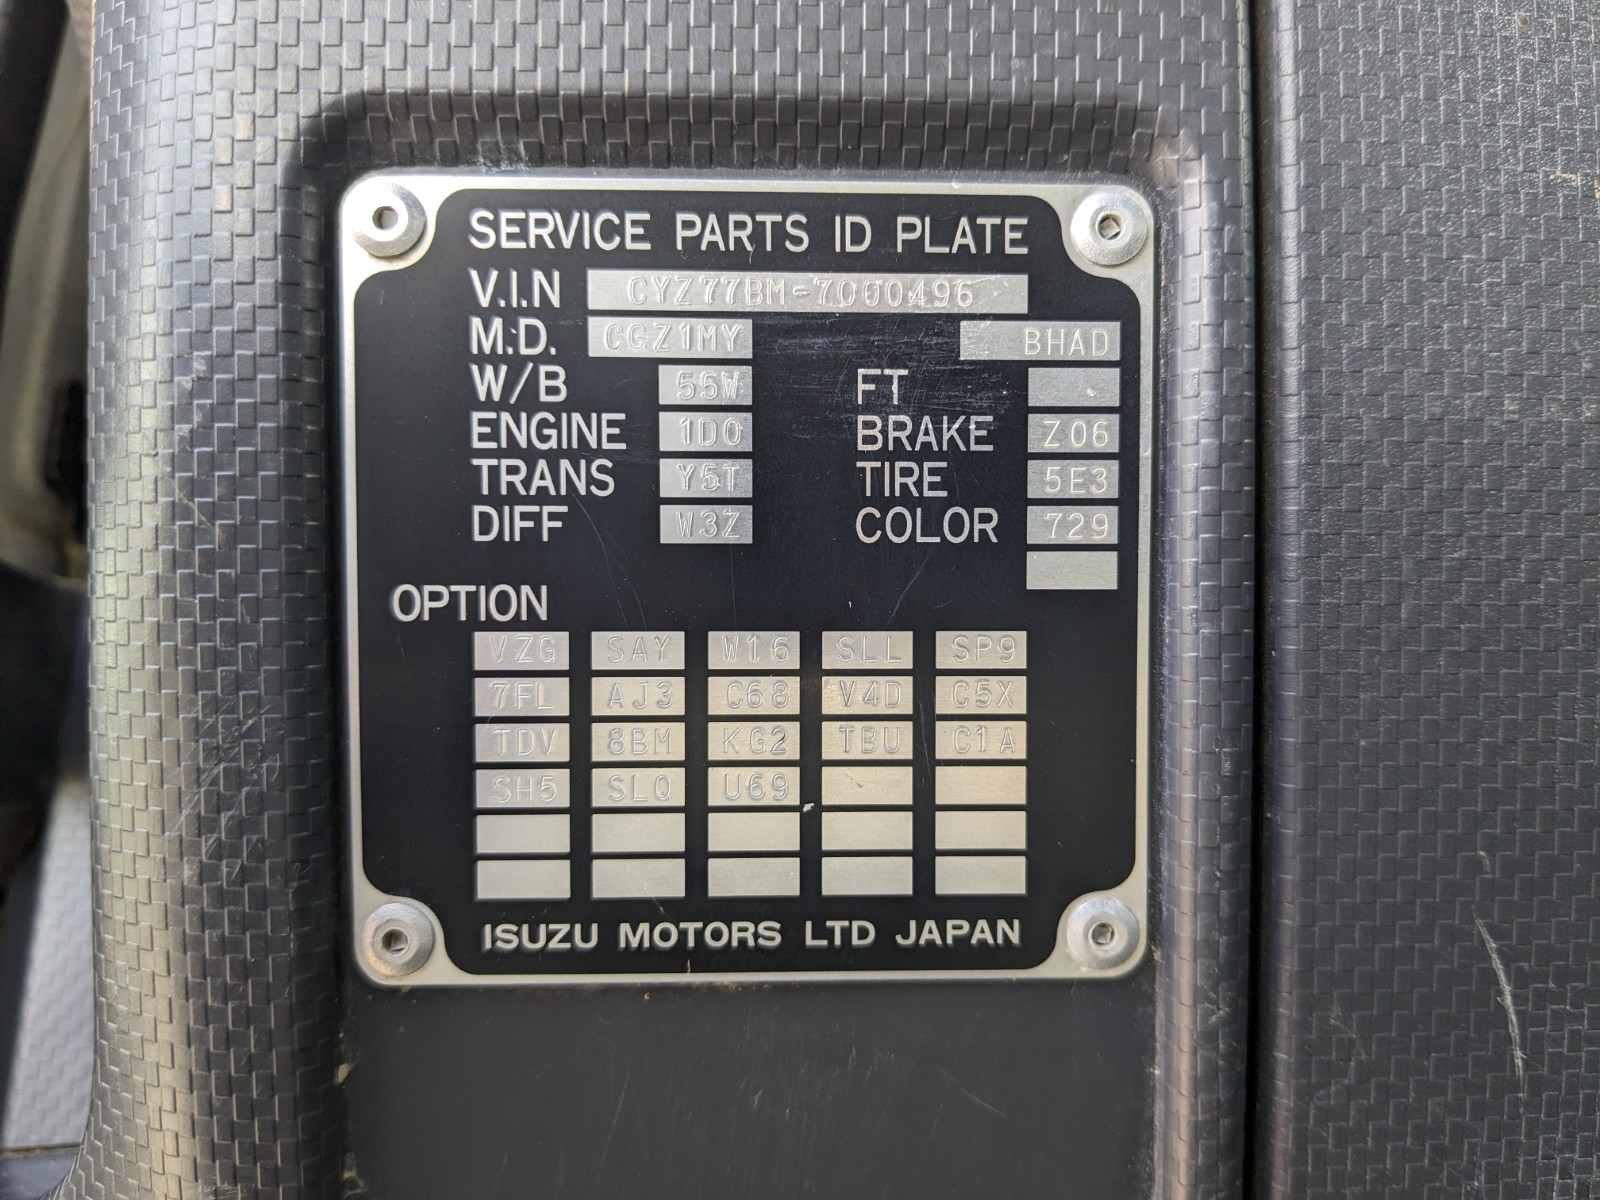 SERVICE PARTS ID PLATE
V.I.N CYZ77BM-7000496
M.D. CGZ1MY BHAD
W/B 55W FT
ENGINE 1D0 BRAKE Z06
TRANS Y5T TIRE 5E3
DIFF W3Z COLOR 729
OPTION
VZG SAY W16 SLL SP9
7FL AJ3 C68 V4D C5X
TDV 8BM KG2 TBU C1A
SH5 SLQ U69
ISUZU MOTORS LTD JAPAN